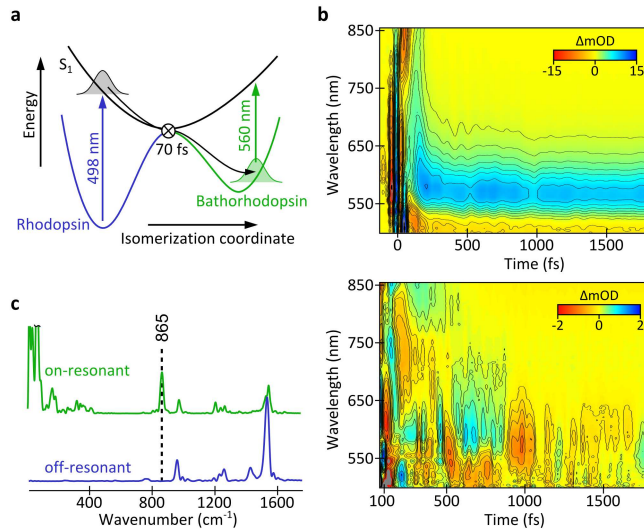 a
S1
Energy
498 nm
70 fs
560 nm
Bathorhodopsin
Rhodopsin
Isomerization coordinate
b
850
750
650
550
Wavelength (nm)
ΔmOD
-15 0 15
0 500 1000 1500
Time (fs)
850
750
650
550
Wavelength (nm)
ΔmOD
-2 0 2
100 500 1000 1500
Time (fs)
c
865
on-resonant
off-resonant
400 800 1200 1600
Wavenumber (cm-1)